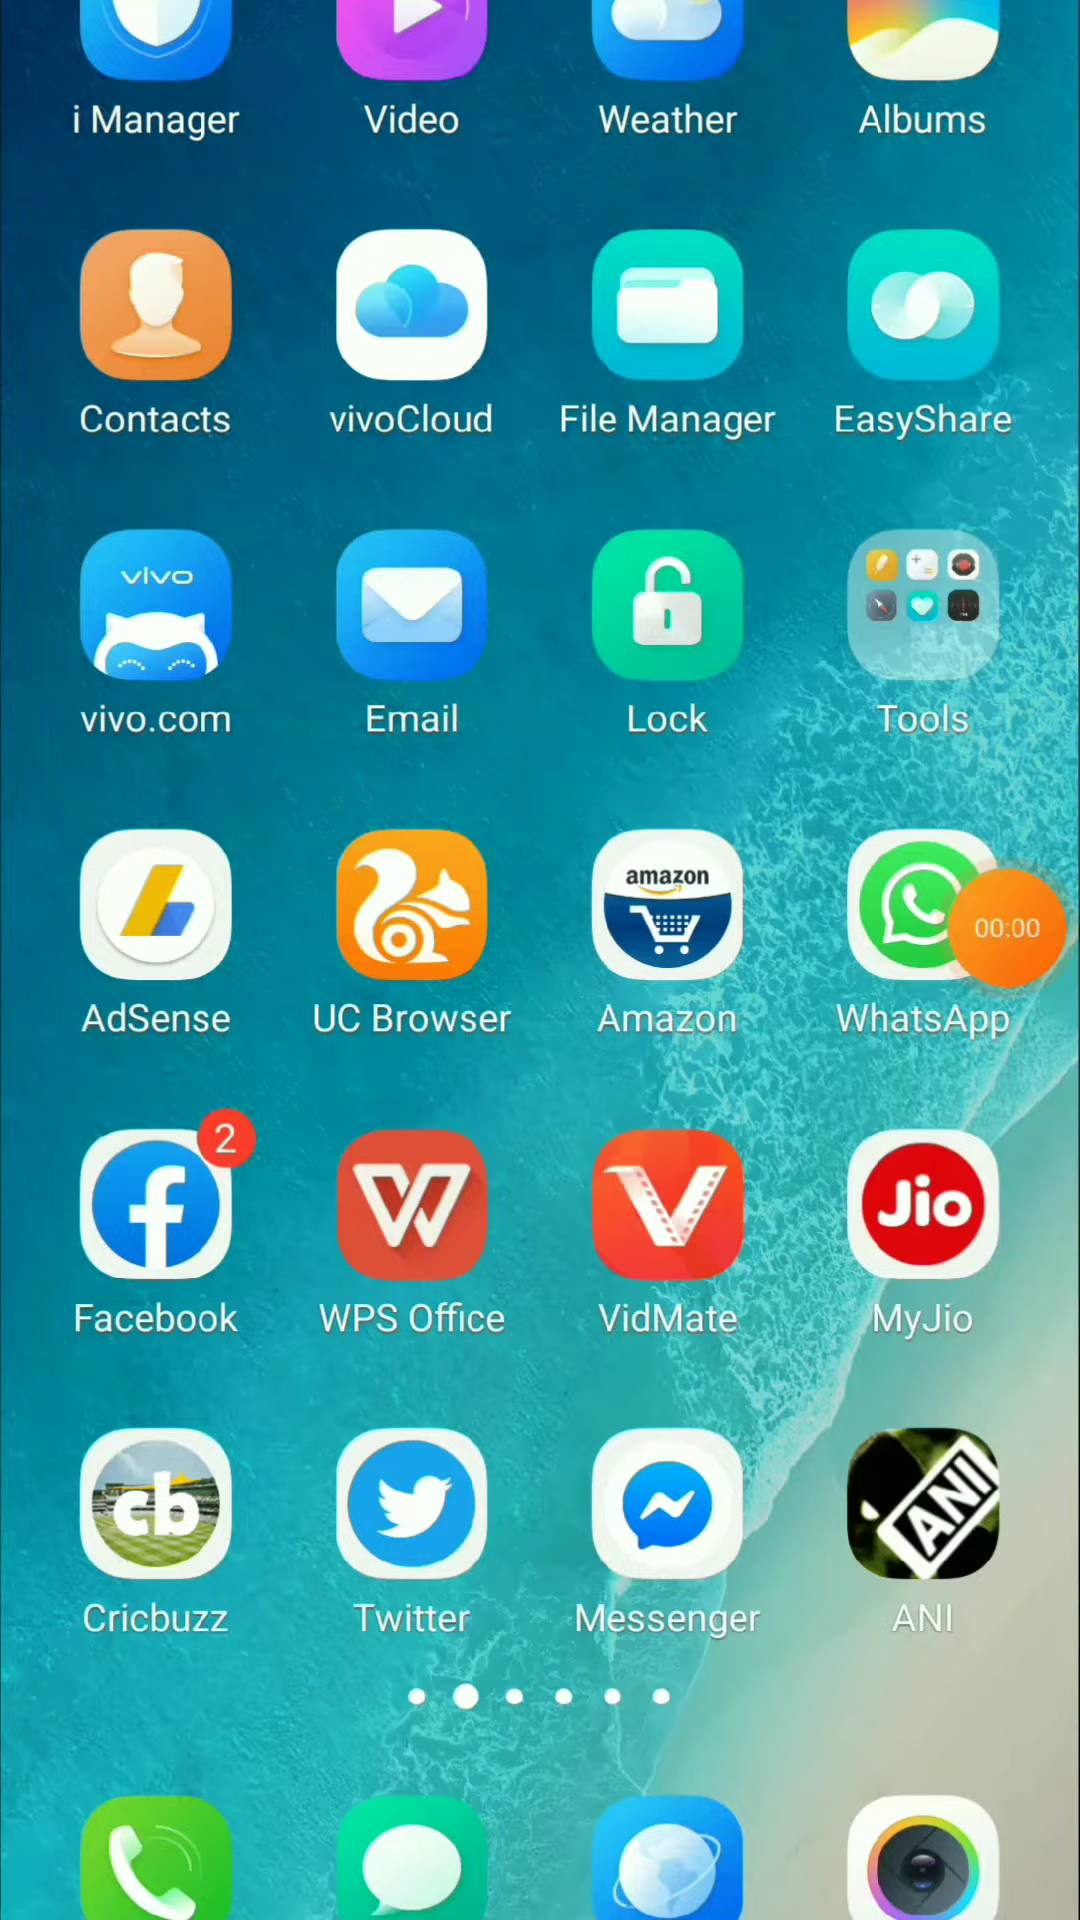 i Manager Video Weather Albums
Contacts vivoCloud File Manager EasyShare
vivo
vivo.com Email Lock Tools
amazon
00:00
AdSense UC Browser Amazon WhatsApp
2
Jio
Facebook WPS Office VidMate MyJio
cb
ANI
Cricbuzz Twitter Messenger ANI